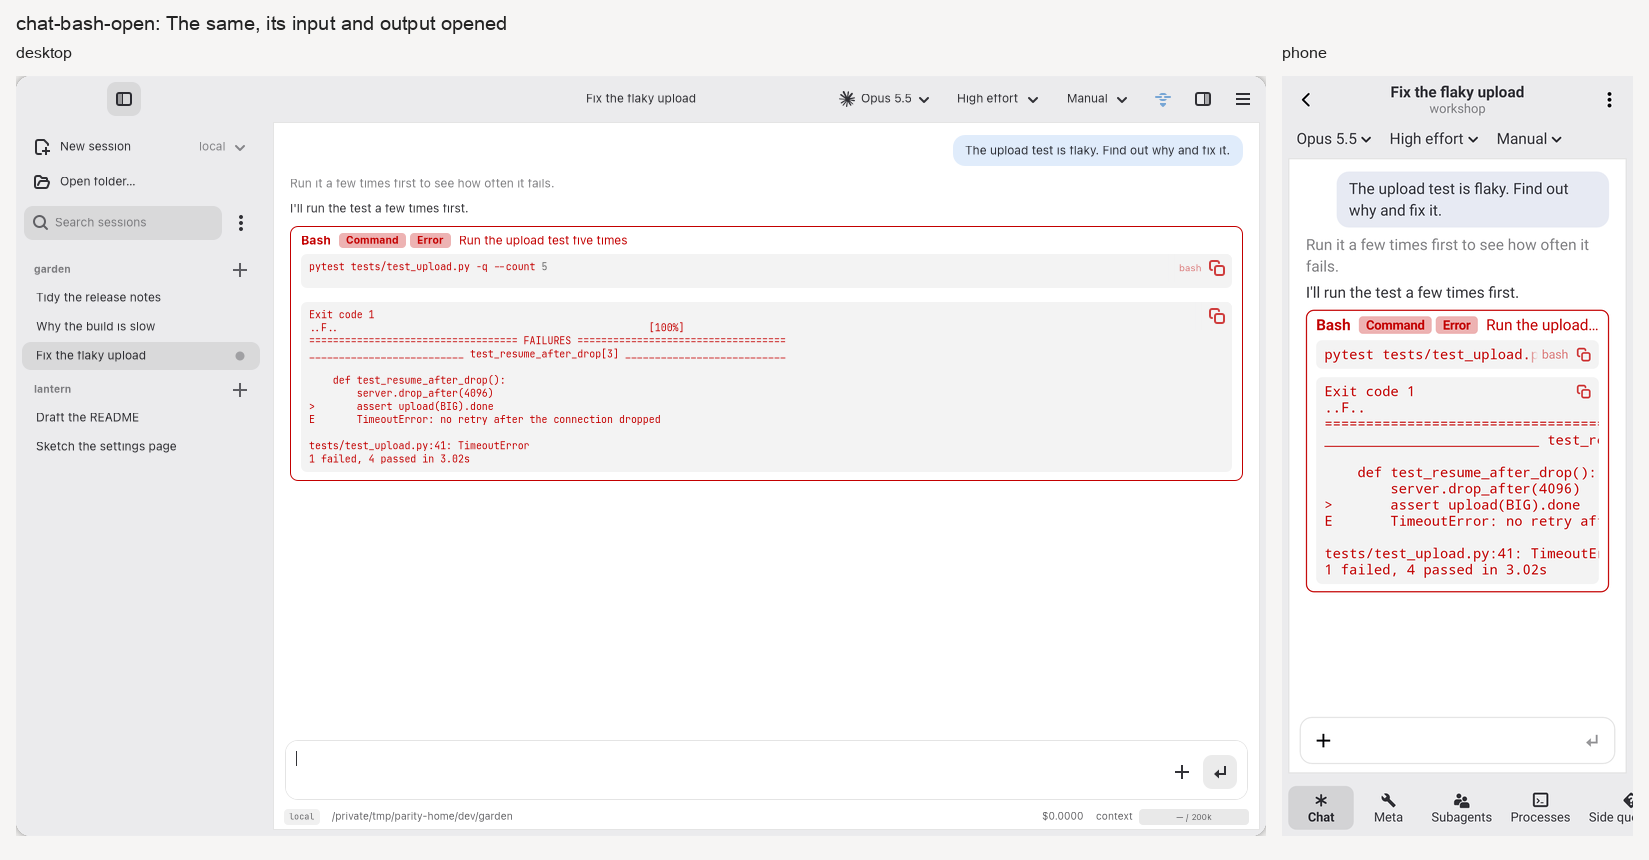 chat-bash-open: The same, its input and output opened
desktop
Fix the flaky upload
Opus 5.5
High effort
Manual
New session
local
Open folder...
Search sessions
garden
Tidy the release notes
Why the build is slow
Fix the flaky upload
lantern
Draft the README
Sketch the settings page
The upload test is flaky. Find out why and fix it.
Run it a few times first to see how often it fails.
I'll run the test a few times first.
Bash Command Error Run the upload test five times
pytest tests/test_upload.py -q --count 5
bash
Exit code 1
..F.. [100%]
=================================== FAILURES ===================================
__________________________ test_resume_after_drop[3] ___________________________
def test_resume_after_drop():
server.drop_after(4096)
> assert upload(BIG).done
E TimeoutError: no retry after the connection dropped
tests/test_upload.py:41: TimeoutError
1 failed, 4 passed in 3.02s
local /private/tmp/parity-home/dev/garden
$0.0000 context — / 200k
phone
Fix the flaky upload
workshop
Opus 5.5 High effort Manual
The upload test is flaky. Find out
why and fix it.
Run it a few times first to see how often it
fails.
I'll run the test a few times first.
Bash Command Error Run the upload...
pytest tests/test_upload.p bash
Exit code 1
..F..
=================================
__________________________ test_re
def test_resume_after_drop():
server.drop_after(4096)
> assert upload(BIG).done
E TimeoutError: no retry af
tests/test_upload.py:41: TimeoutE
1 failed, 4 passed in 3.02s
Chat
Meta
Subagents
Processes
Side qu